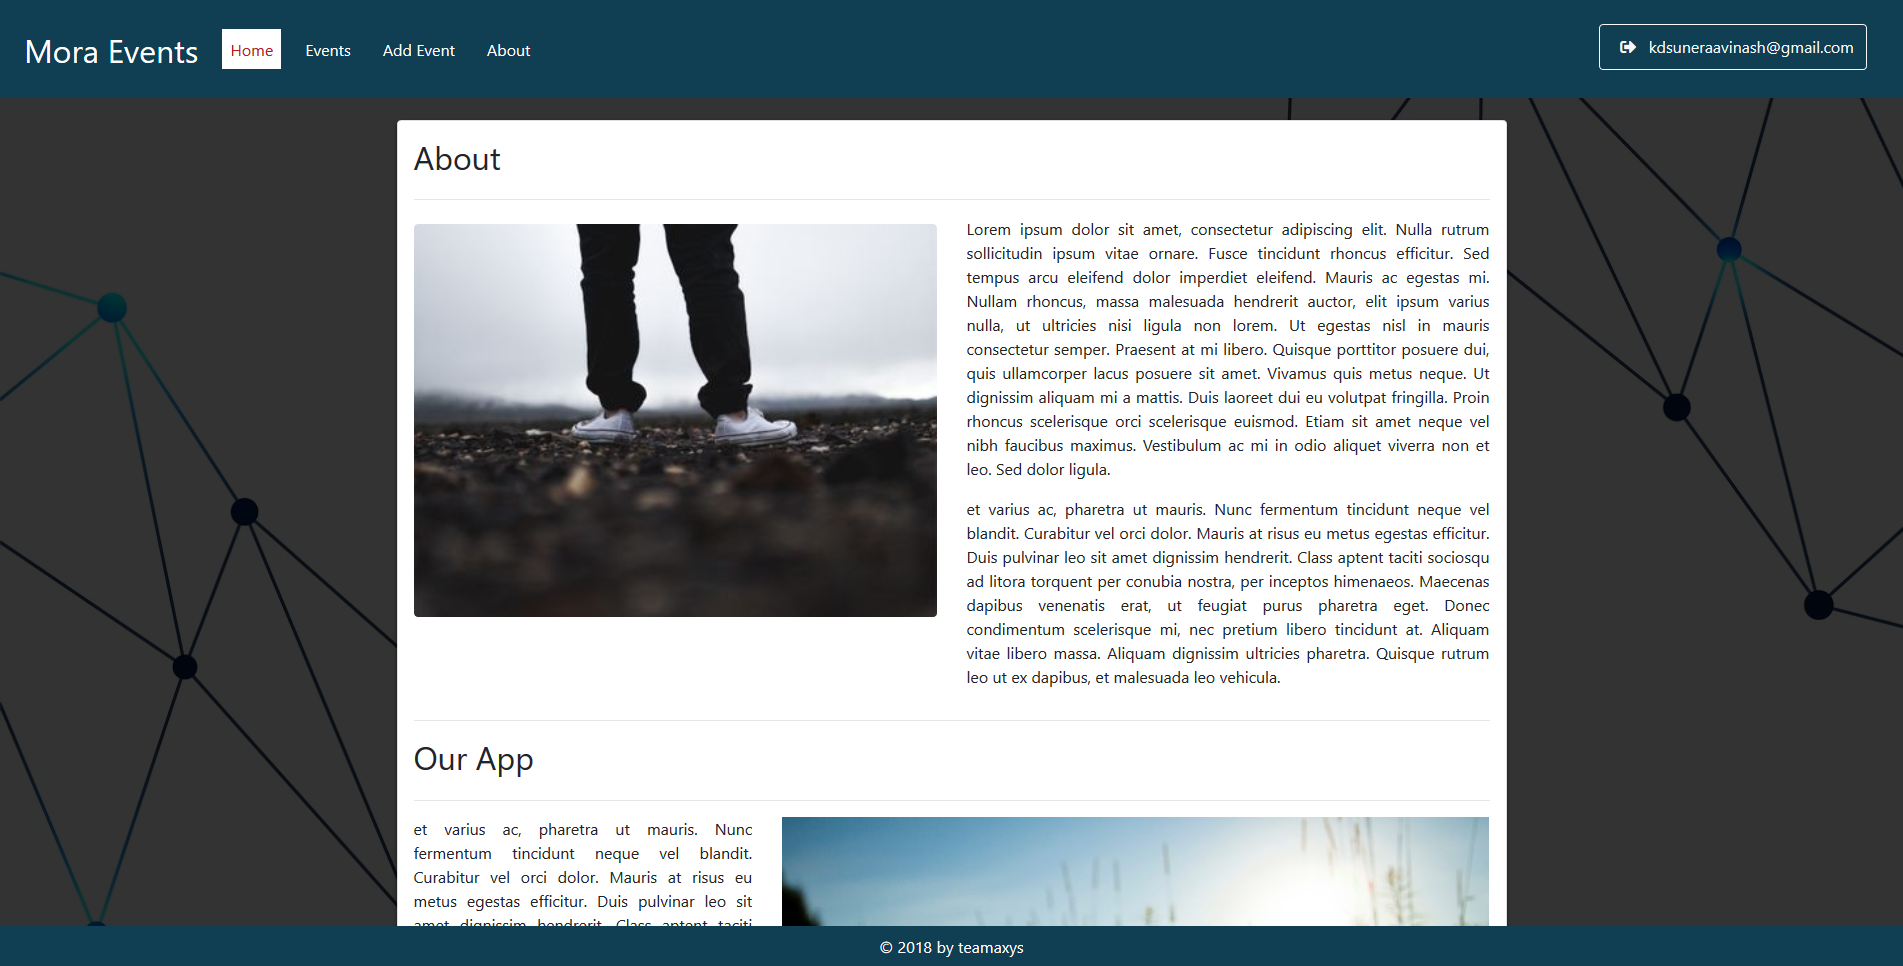 Mora Events
Home
Events
Add Event
About
kdsuneraavinash@gmail.com
About
Lorem ipsum dolor sit amet, consectetur adipiscing elit. Nulla rutrum
sollicitudin ipsum vitae ornare. Fusce tincidunt rhoncus efficitur. Sed
tempus arcu eleifend dolor imperdiet eleifend. Mauris ac egestas mi.
Nullam rhoncus, massa malesuada hendrerit auctor, elit ipsum varius
nulla, ut ultricies nisi ligula non lorem. Ut egestas nisl in mauris
consectetur semper. Praesent at mi libero. Quisque porttitor posuere dui,
quis ullamcorper lacus posuere sit amet. Vivamus quis metus neque. Ut
dignissim aliquam mi a mattis. Duis laoreet dui eu volutpat fringilla. Proin
rhoncus scelerisque orci scelerisque euismod. Etiam sit amet neque vel
nibh faucibus maximus. Vestibulum ac mi in odio aliquet viverra non et
leo. Sed dolor ligula.
et varius ac, pharetra ut mauris. Nunc fermentum tincidunt neque vel
blandit. Curabitur vel orci dolor. Mauris at risus eu metus egestas efficitur.
Duis pulvinar leo sit amet dignissim hendrerit. Class aptent taciti sociosqu
ad litora torquent per conubia nostra, per inceptos himenaeos. Maecenas
dapibus venenatis erat, ut feugiat purus pharetra eget. Donec
condimentum scelerisque mi, nec pretium libero tincidunt at. Aliquam
vitae libero massa. Aliquam dignissim ultricies pharetra. Quisque rutrum
leo ut ex dapibus, et malesuada leo vehicula.
Our App
et varius ac, pharetra ut mauris. Nunc
fermentum tincidunt neque vel blandit.
Curabitur vel orci dolor. Mauris at risus eu
metus egestas efficitur. Duis pulvinar leo sit
amet dignissim hendrerit. Class aptent taciti
© 2018 by teamaxys